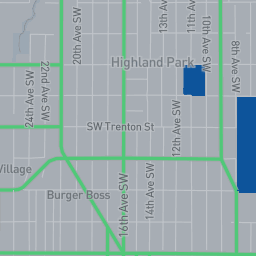 20th Ave SW
13th Ave
11th Ave
10th Ave SW
8th Ave SW
Highland Park
24th Ave SW
22nd Ave SW
SW Trenton St
12th Ave SW
Village
Burger Boss
16th Ave SW
14th Ave SW